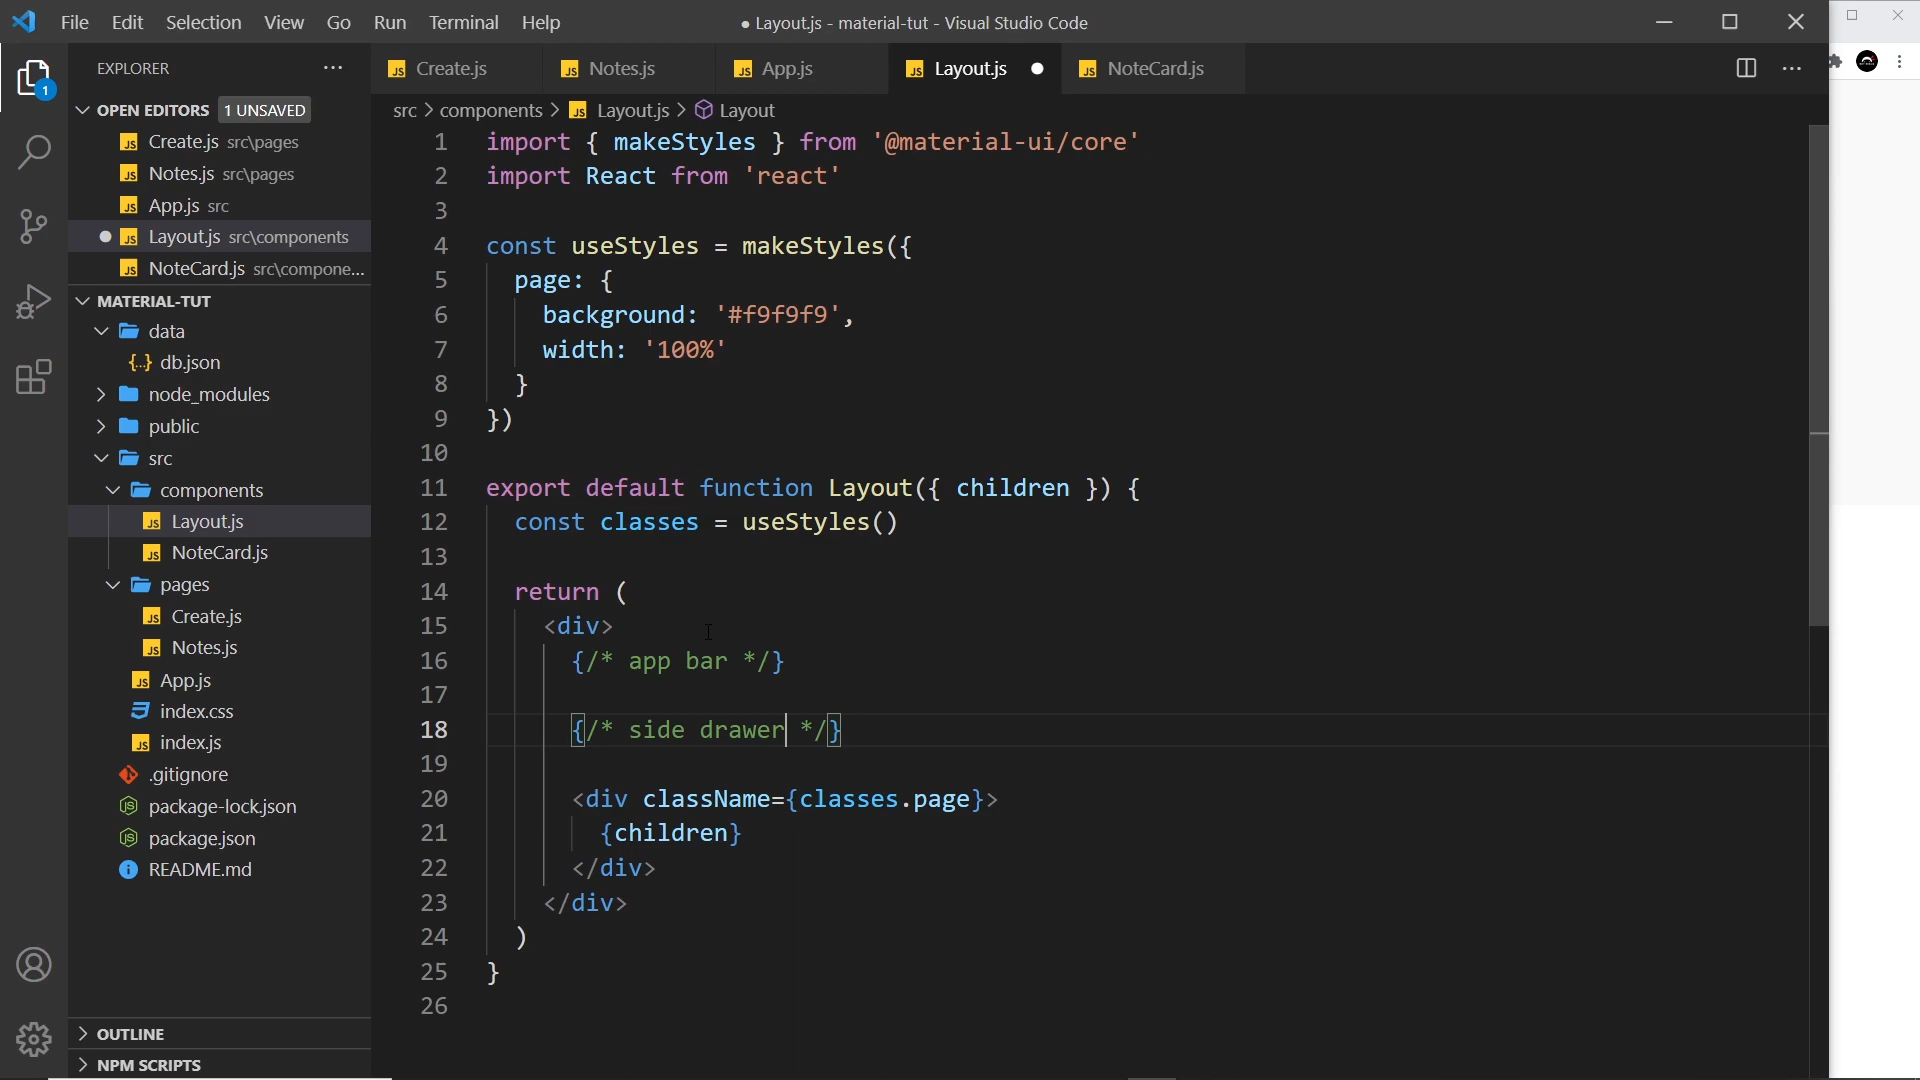 File Edit Selection View Go Run Terminal Help
● Layout.js - material-tut - Visual Studio Code
EXPLORER
Create.js
Notes.js
App.js
Layout.js ●
NoteCard.js
1
OPEN EDITORS 1 UNSAVED
Create.js src\pages
Notes.js src\pages
App.js src
Layout.js src\components
NoteCard.js src\compone...
MATERIAL-TUT
data
db.json
node_modules
public
src
components
Layout.js
NoteCard.js
pages
Create.js
Notes.js
App.js
index.css
index.js
.gitignore
package-lock.json
package.json
README.md
OUTLINE
NPM SCRIPTS
src > components > Layout.js > Layout
1 import { makeStyles } from '@material-ui/core'
2 import React from 'react'
3
4 const useStyles = makeStyles({
5 page: {
6 background: '#f9f9f9',
7 width: '100%'
8 }
9 })
10
11 export default function Layout({ children }) {
12 const classes = useStyles()
13
14 return (
15 <div>
16 {/* app bar */}
17
18 {/* side drawer */}
19
20 <div className={classes.page}>
21 {children}
22 </div>
23 </div>
24 )
25 }
26